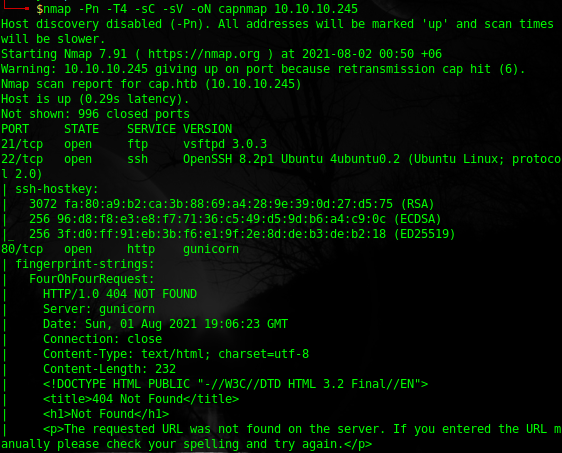 $nmap -Pn -T4 -sC -sV -oN capnmap 10.10.10.245
Host discovery disabled (-Pn). All addresses will be marked 'up' and scan times
will be slower.
Starting Nmap 7.91 ( https://nmap.org ) at 2021-08-02 00:50 +06
Warning: 10.10.10.245 giving up on port because retransmission cap hit (6).
Nmap scan report for cap.htb (10.10.10.245)
Host is up (0.29s latency).
Not shown: 996 closed ports
PORT     STATE    SERVICE VERSION
21/tcp   open     ftp     vsftpd 3.0.3
22/tcp   open     ssh     OpenSSH 8.2p1 Ubuntu 4ubuntu0.2 (Ubuntu Linux; protoco
l 2.0)
| ssh-hostkey:
|   3072 fa:80:a9:b2:ca:3b:88:69:a4:28:9e:39:0d:27:d5:75 (RSA)
|   256 96:d8:f8:e3:e8:f7:71:36:c5:49:d5:9d:b6:a4:c9:0c (ECDSA)
|_  256 3f:d0:ff:91:eb:3b:f6:e1:9f:2e:8d:de:b3:de:b2:18 (ED25519)
80/tcp   open     http    gunicorn
| fingerprint-strings:
|   FourOhFourRequest:
|     HTTP/1.0 404 NOT FOUND
|     Server: gunicorn
|     Date: Sun, 01 Aug 2021 19:06:23 GMT
|     Connection: close
|     Content-Type: text/html; charset=utf-8
|     Content-Length: 232
|     <!DOCTYPE HTML PUBLIC "-//W3C//DTD HTML 3.2 Final//EN">
|     <title>404 Not Found</title>
|     <h1>Not Found</h1>
|     <p>The requested URL was not found on the server. If you entered the URL m
anually please check your spelling and try again.</p>